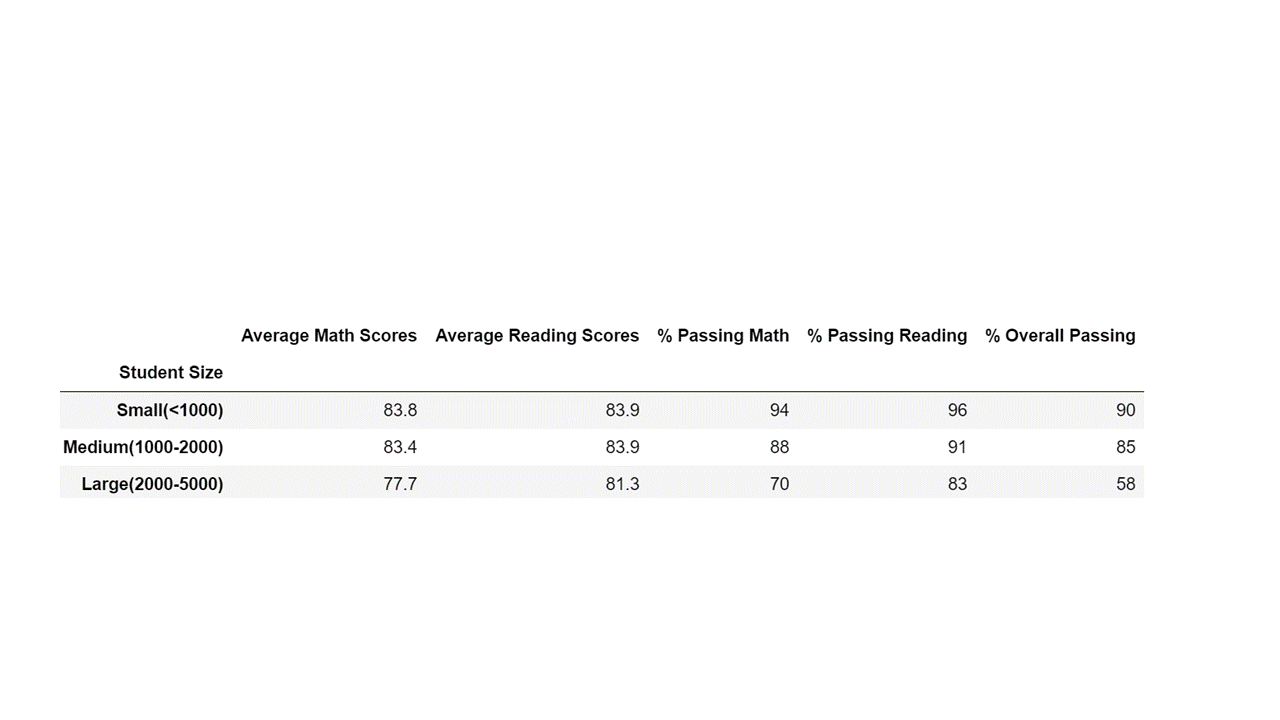 Average Math Scores Average Reading Scores % Passing Math % Passing Reading % Overall Passing
Student Size
Small(<1000) 83.8 83.9 94 96 90
Medium(1000-2000) 83.4 83.9 88 91 85
Large(2000-5000) 77.7 81.3 70 83 58